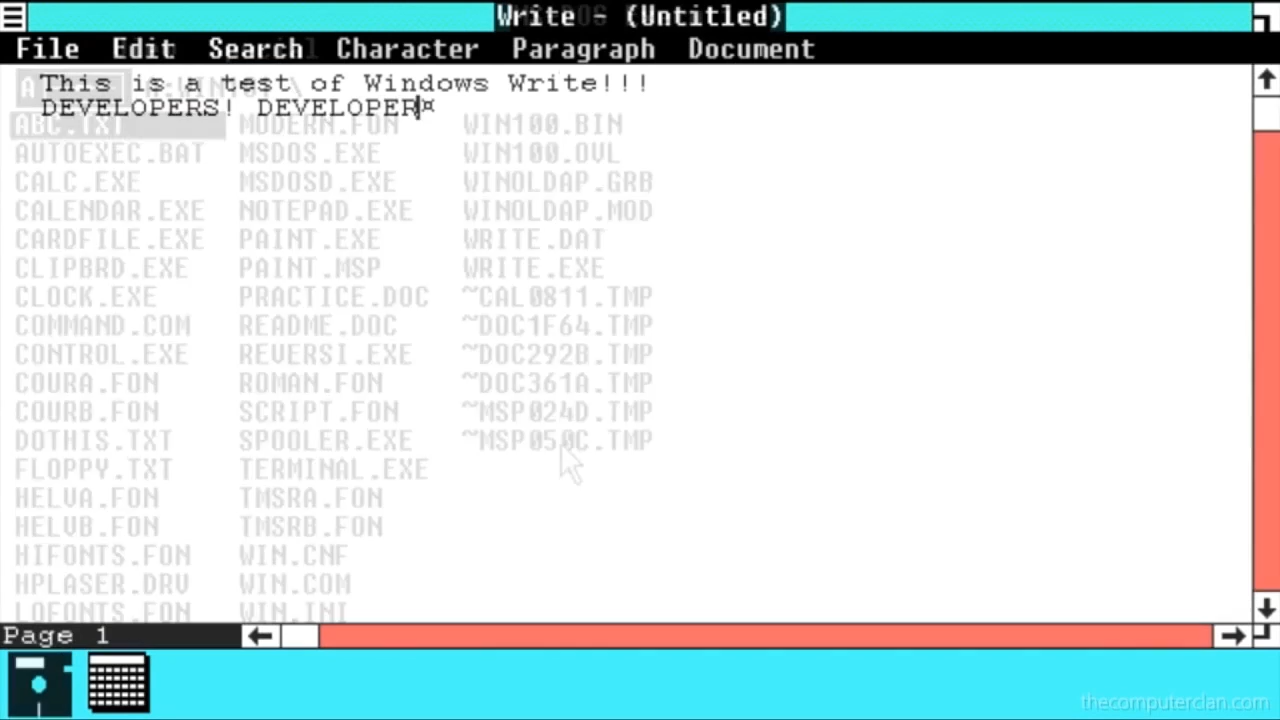 Write - (Untitled)
File Edit Search Character Paragraph Document
This is a test of Windows Write!!!
DEVELOPERS! DEVELOPER¤
ABC.TXT MODERN.FON WIN100.BIN
AUTOEXEC.BAT MSDOS.EXE WIN100.OVL
CALC.EXE MSDOSD.EXE WINOLDAP.GRB
CALENDAR.EXE NOTEPAD.EXE WINOLDAP.MOD
CARDFILE.EXE PAINT.EXE WRITE.DAT
CLIPBRD.EXE PAINT.MSP WRITE.EXE
CLOCK.EXE PRACTICE.DOC ~CAL0811.TMP
COMMAND.COM README.DOC ~DOC1F64.TMP
CONTROL.EXE REVERSI.EXE ~DOC292B.TMP
COURA.FON ROMAN.FON ~DOC361A.TMP
COURB.FON SCRIPT.FON ~MSP024D.TMP
DOTHIS.TXT SPOOLER.EXE ~MSP050C.TMP
FLOPPY.TXT TERMINAL.EXE
HELVA.FON TMSRA.FON
HELVB.FON TMSRB.FON
HIFONTS.FON WIN.CNF
HPLASER.DRV WIN.COM
LOFONTS.FON WIN.INI
Page 1
thecomputerclan.com